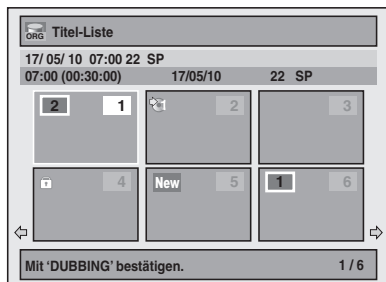 ORG Titel-Liste
17/ 05/ 10 07:00 22 SP
07:00 (00:30:00) 17/05/10 22 SP
2 1 1 2 3
4 New 5 1 6
Mit 'DUBBING' bestätigen. 1 / 6